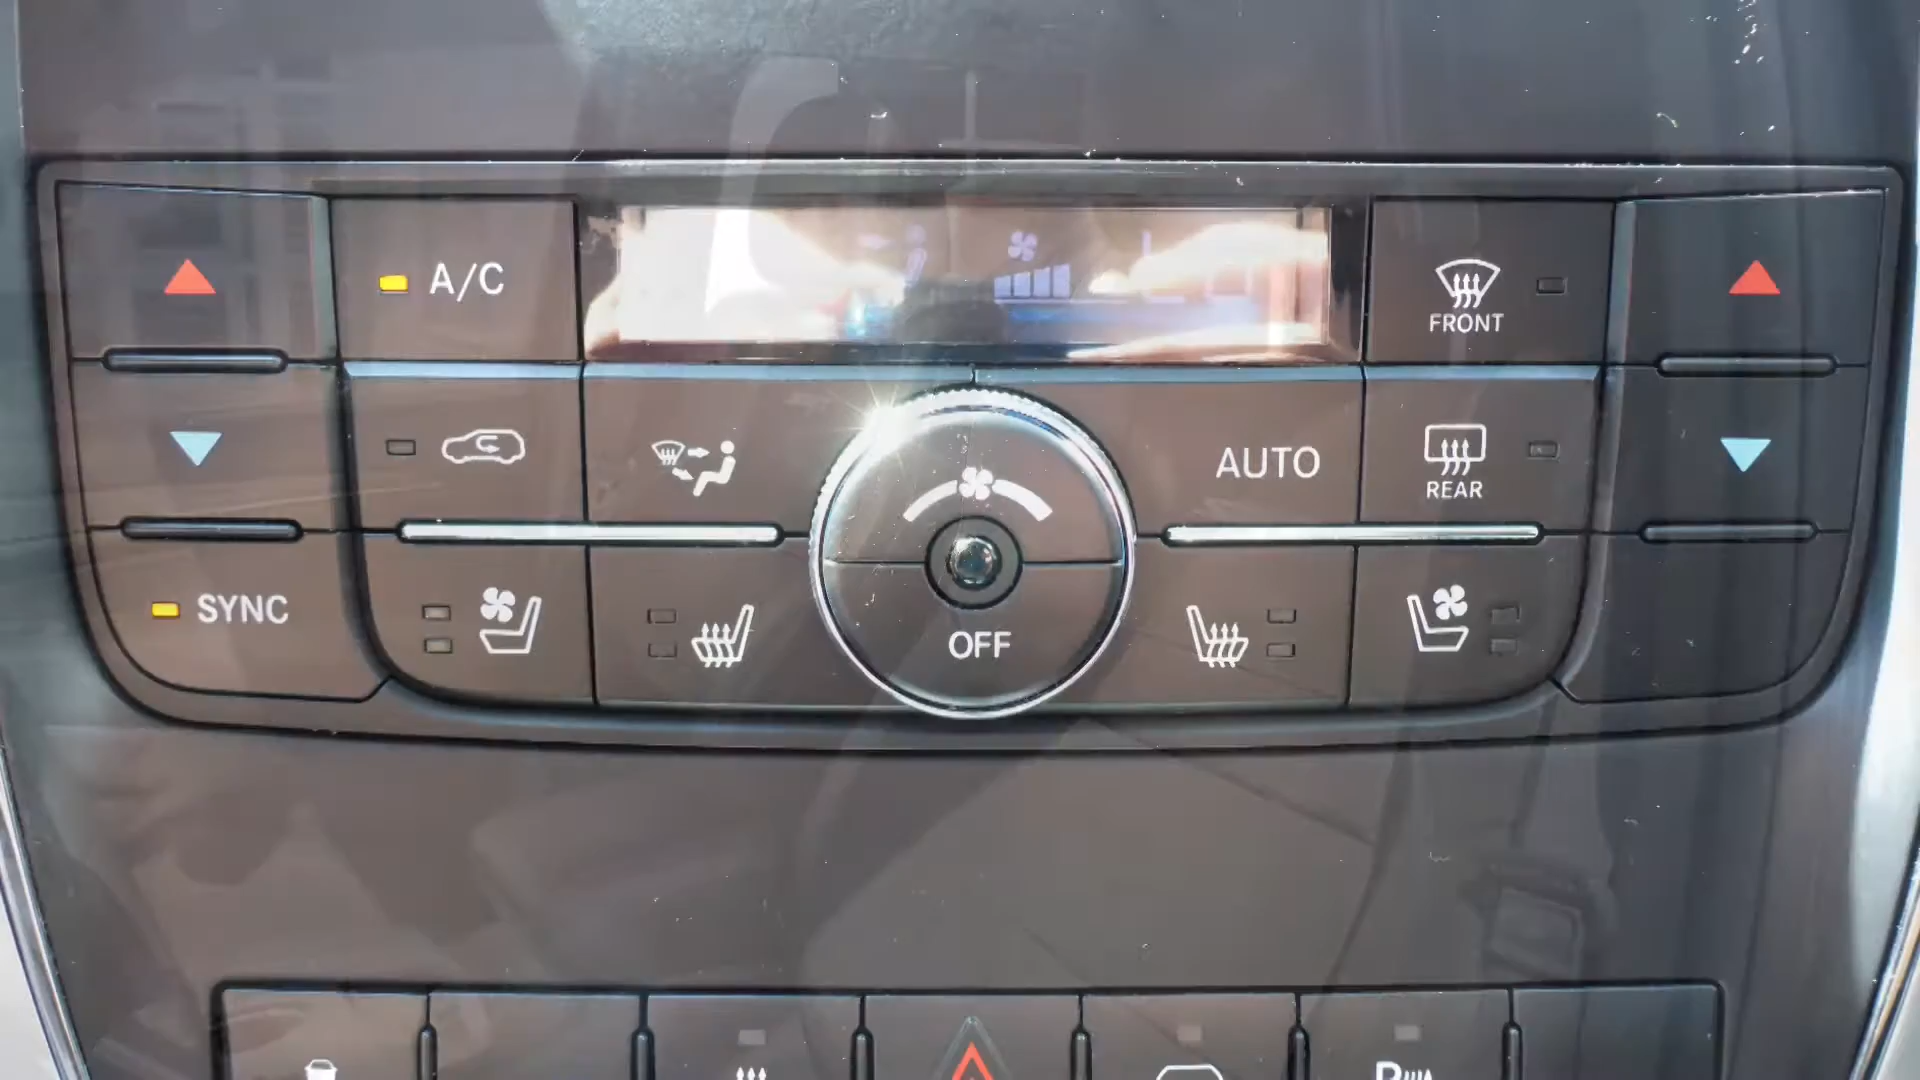 A/C
FRONT
AUTO
REAR
SYNC
OFF
P